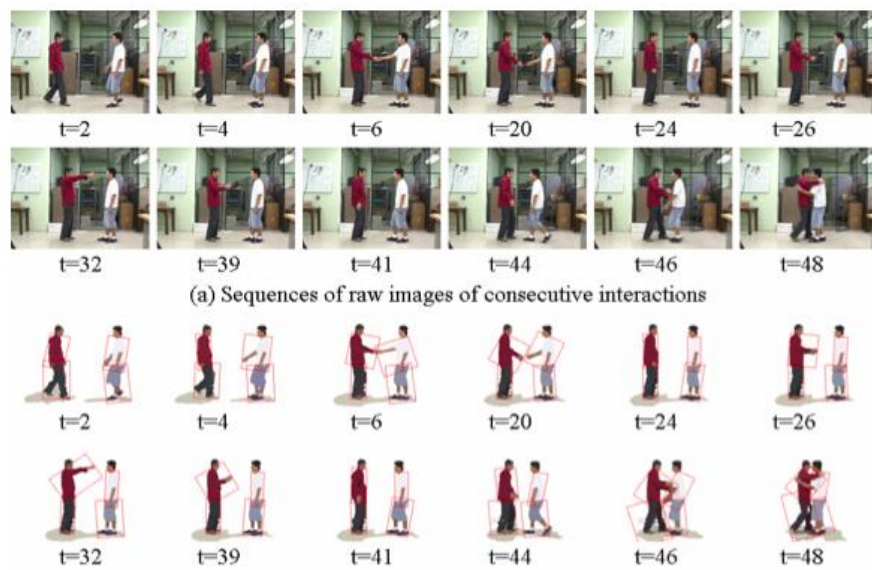 t=2 t=4 t=6 t=20 t=24 t=26
t=32 t=39 t=41 t=44 t=46 t=48
(a) Sequences of raw images of consecutive interactions
t=2 t=4 t=6 t=20 t=24 t=26
t=32 t=39 t=41 t=44 t=46 t=48